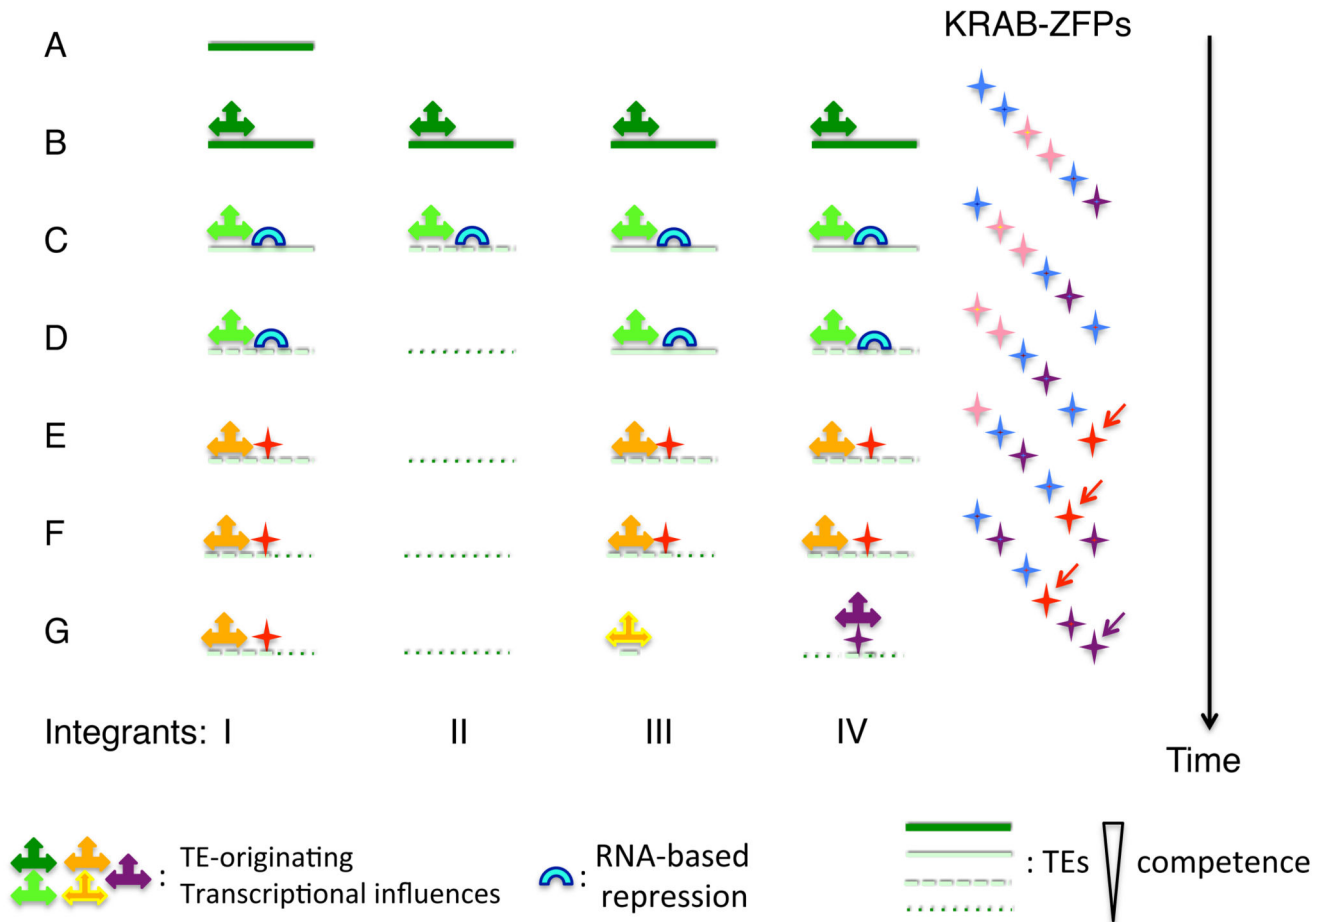 KRAB-ZFPs
A
B
C
D
E
F
G
Integrants: I II III IV
Time
TE-originating
Transcriptional influences
:
RNA-based
repression
:
: TEs
competence